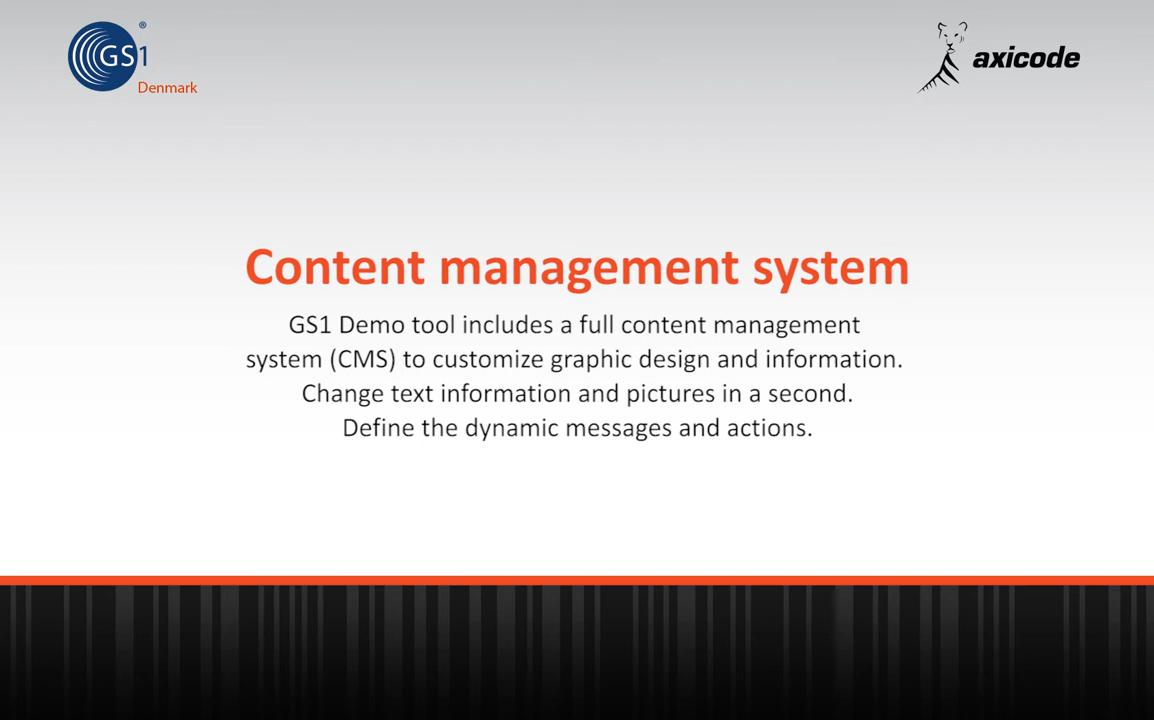 GS1
®
Denmark
axicode
Content management system
GS1 Demo tool includes a full content management
system (CMS) to customize graphic design and information.
Change text information and pictures in a second.
Define the dynamic messages and actions.